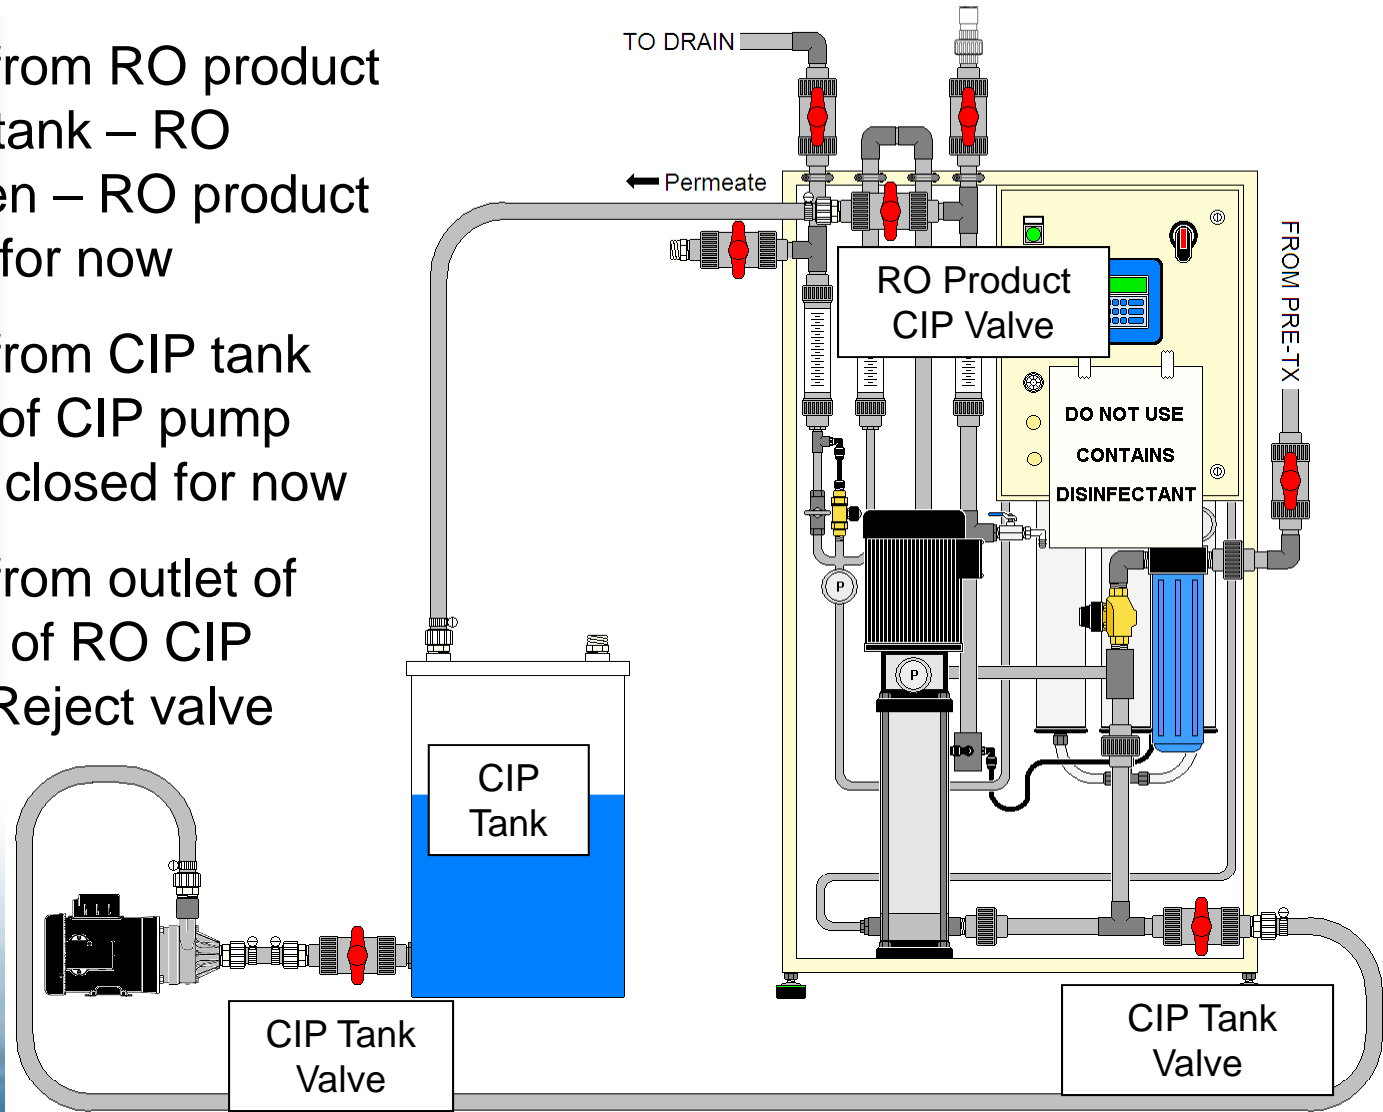 from RO product
tank – RO
en – RO product
for now
from CIP tank
of CIP pump
closed for now
from outlet of
of RO CIP
Reject valve
TO DRAIN
Permeate
RO Product
CIP Valve
FROM PRE-TX
DO NOT USE
CONTAINS
DISINFECTANT
P
P
CIP
Tank
CIP Tank
Valve
CIP Tank
Valve